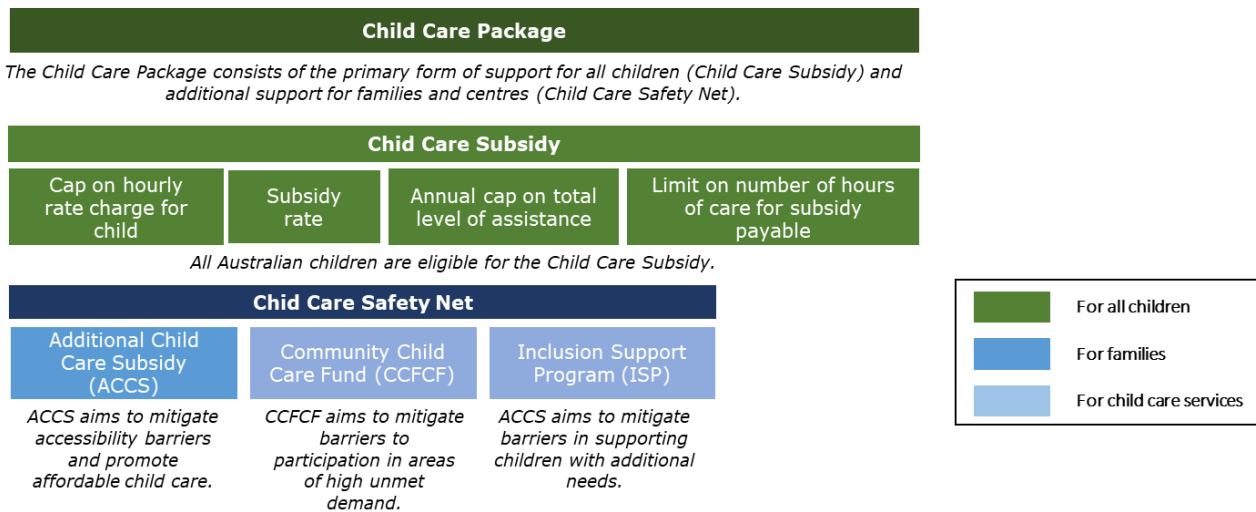 Child Care Package
The Child Care Package consists of the primary form of support for all children (Child Care Subsidy) and
additional support for families and centres (Child Care Safety Net).
Chid Care Subsidy
Cap on hourly
rate charge for
child
Subsidy
rate
Annual cap on total
level of assistance
Limit on number of hours
of care for subsidy
payable
All Australian children are eligible for the Child Care Subsidy.
Chid Care Safety Net
Additional Child
Care Subsidy
(ACCS)
Community Child
Care Fund (CCFCF)
Inclusion Support
Program (ISP)
ACCS aims to mitigate
accessibility barriers
and promote
affordable child care.
CCFCF aims to mitigate
barriers to
participation in areas
of high unmet
demand.
ACCS aims to mitigate
barriers in supporting
children with additional
needs.
For all children
For families
For child care services